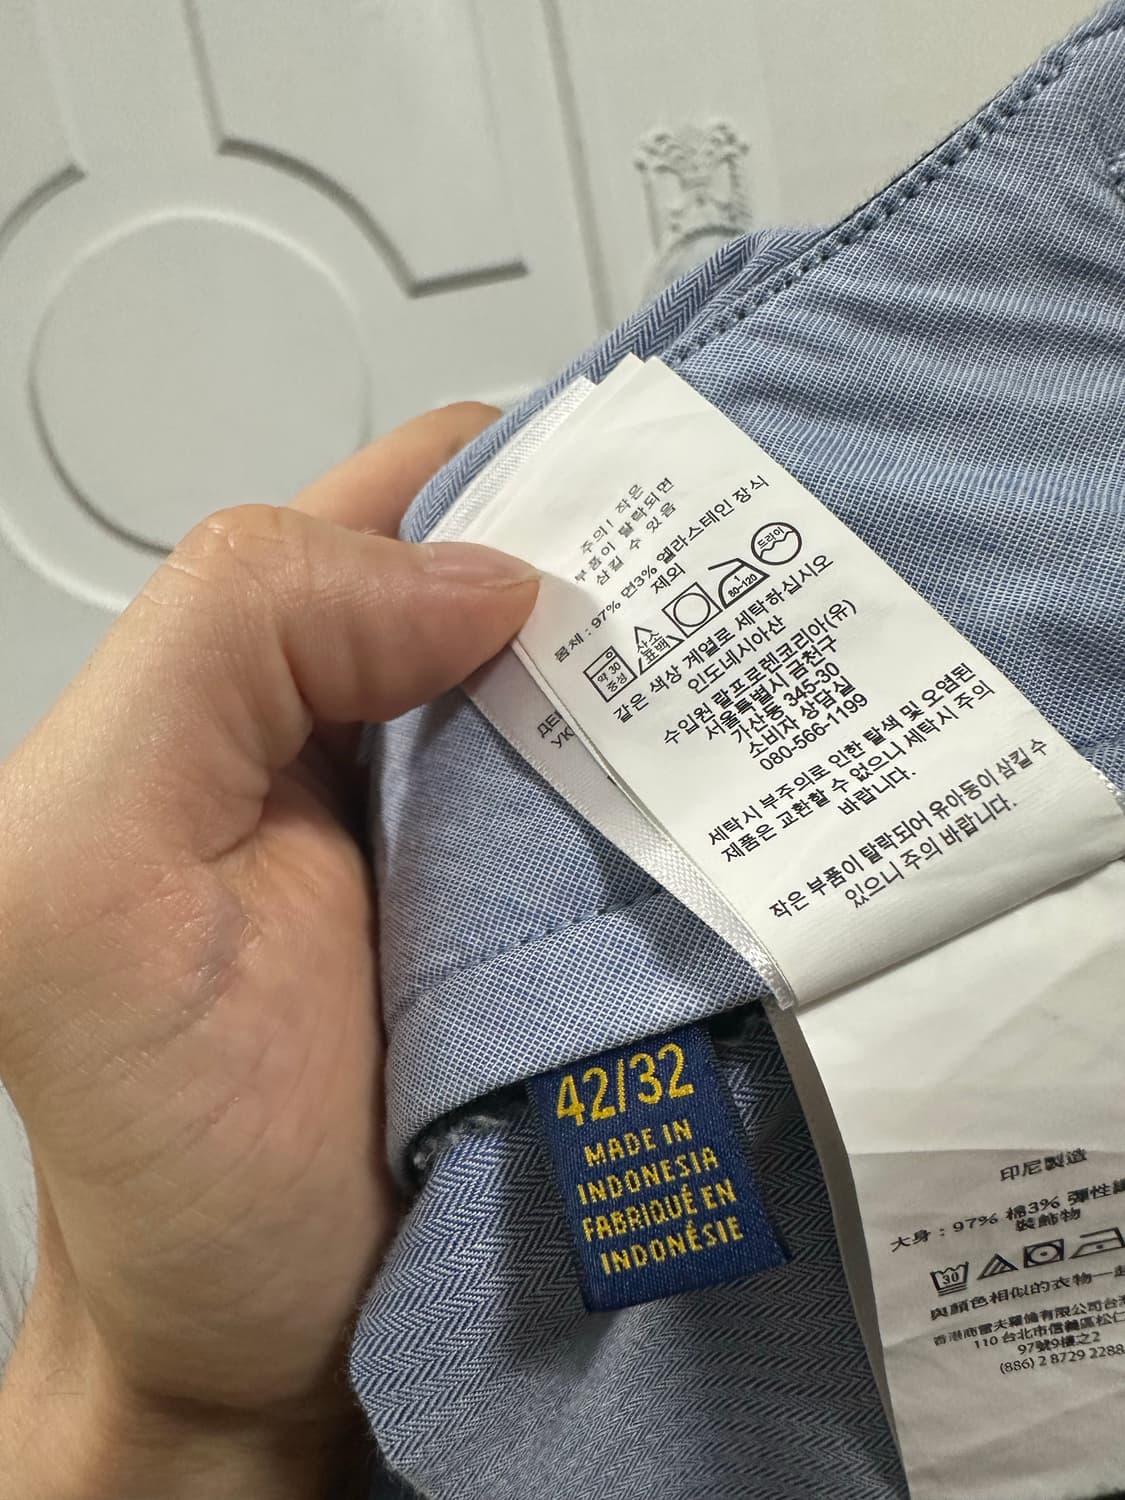 주의! 작은
부품이 탈락되면
삼킬 수 있음
몸체 : 97% 면3% 엘라스테인 장식
제외
약 30
중성
산소
표백
80~120
드라이
같은 색상 계열로 세탁하십시오
인도네시아산
수입원 랄프로렌코리아(유)
서울특별시 금천구
가산동 345-30
소비자 상담실
080-566-1199
세탁시 부주의로 인한 탈색 및 오염된
제품은 교환할 수 없으니 세탁시 주의
바랍니다.
작은 부품이 탈락되어 유아동이 삼킬 수
있으니 주의 바랍니다.
42/32
MADE IN
INDONESIA
FABRIQUÉ EN
INDONÉSIE
印尼製造
大身 : 97% 棉3% 彈性
裝飾物
30
與顏色相似的衣物一起
香港商雷夫羅倫有限公司台灣
110 台北市信義區松仁
97號9樓之2
(886) 2 8729 2288